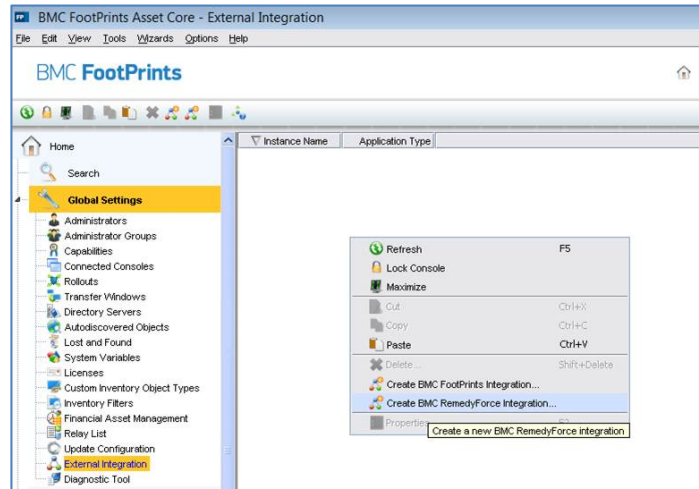 BMC FootPrints Asset Core - External Integration
File Edit View Tools Wizards Options Help
BMC FootPrints
Home
Search
Global Settings
Administrators
Administrator Groups
Capabilities
Connected Consoles
Rollouts
Transfer Windows
Directory Servers
Autodiscovered Objects
Lost and Found
System Variables
Licenses
Custom Inventory Object Types
Inventory Filters
Financial Asset Management
Relay List
Update Configuration
External Integration
Diagnostic Tool
Instance Name Application Type
Refresh F5
Lock Console
Maximize
Cut Ctrl+X
Copy Ctrl+C
Paste Ctrl+V
Delete... Shift+Delete
Create BMC FootPrints Integration...
Create BMC RemedyForce Integration...
Properties
Create a new BMC RemedyForce integration